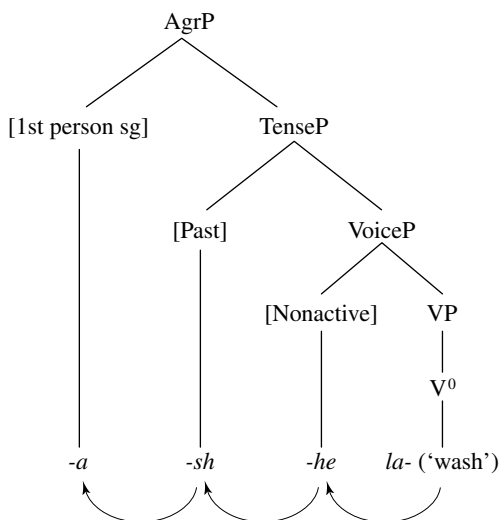 AgrP
[1st person sg] TenseP
[Past] VoiceP
[Nonactive] VP
V⁰
-a -sh -he la- (‘wash’)